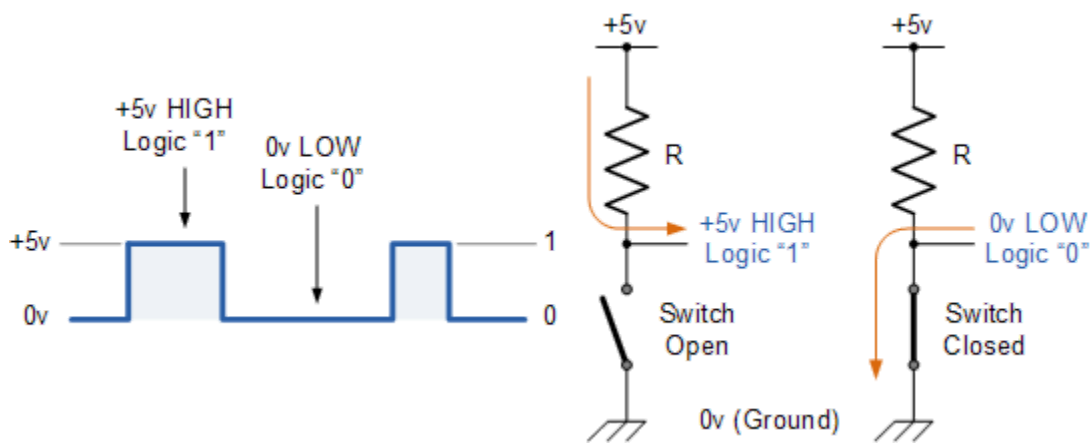 +5v HIGH
Logic “1”
0v LOW
Logic “0”
+5v
0v
1
0
+5v
R
+5v HIGH
Logic “1”
Switch
Open
0v (Ground)
+5v
R
0v LOW
Logic “0”
Switch
Closed